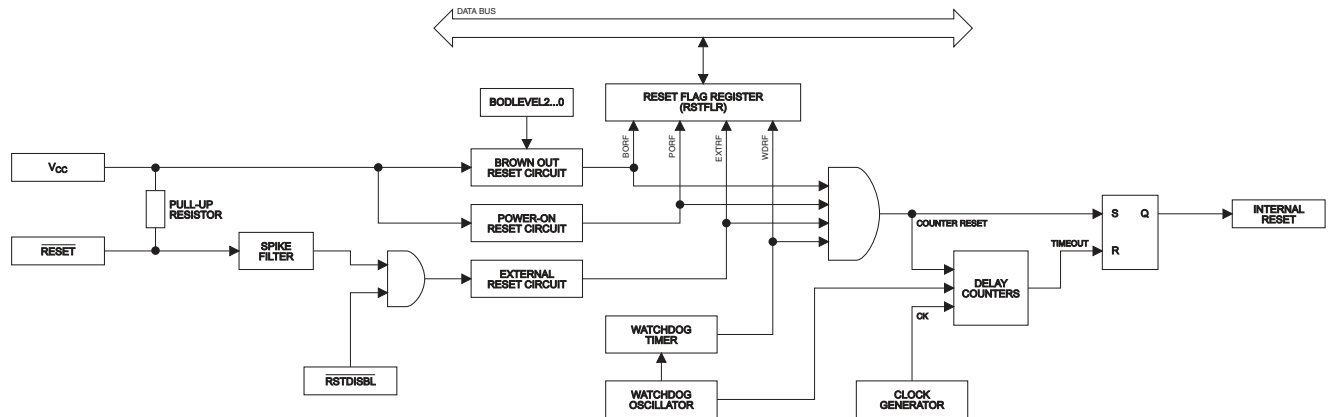 DATA BUS
RESET FLAG REGISTER
(RSTFLR)
BODLEVEL2...0
BORF
PORF
EXTRF
WDRF
VCC
BROWN OUT
RESET CIRCUIT
PULL-UP
RESISTOR
POWER-ON
RESET CIRCUIT
S
Q
INTERNAL
RESET
COUNTER RESET
RESET
SPIKE
FILTER
TIMEOUT
R
EXTERNAL
RESET CIRCUIT
DELAY
COUNTERS
CK
WATCHDOG
TIMER
RSTDISBL
WATCHDOG
OSCILLATOR
CLOCK
GENERATOR